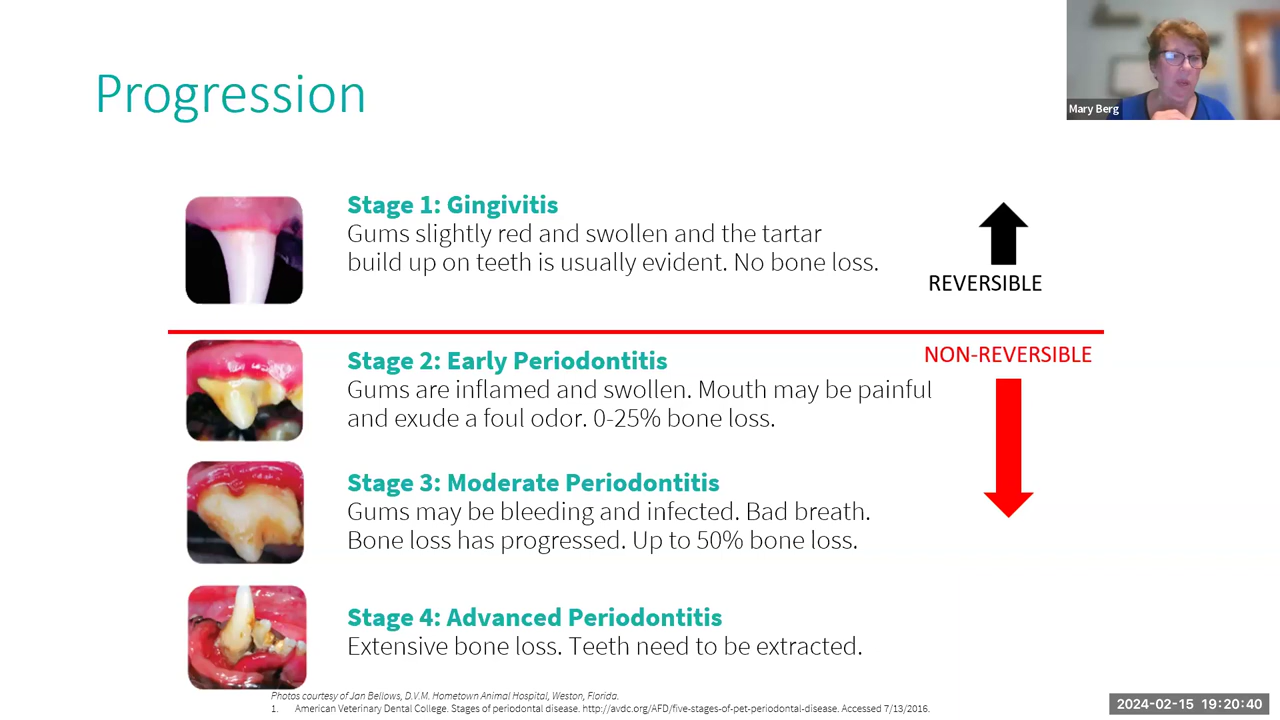 Progression
Mary Berg
Stage 1: Gingivitis
Gums slightly red and swollen and the tartar
build up on teeth is usually evident. No bone loss.
REVERSIBLE
NON-REVERSIBLE
Stage 2: Early Periodontitis
Gums are inflamed and swollen. Mouth may be painful
and exude a foul odor. 0-25% bone loss.
Stage 3: Moderate Periodontitis
Gums may be bleeding and infected. Bad breath.
Bone loss has progressed. Up to 50% bone loss.
Stage 4: Advanced Periodontitis
Extensive bone loss. Teeth need to be extracted.
Photos courtesy of Jan Bellows, D.V.M. Hometown Animal Hospital, Weston, Florida.
1. American Veterinary Dental College. Stages of periodontal disease. http://avdc.org/AFD/five-stages-of-pet-periodontal-disease. Accessed 7/13/2016.
2024-02-15 19:20:40